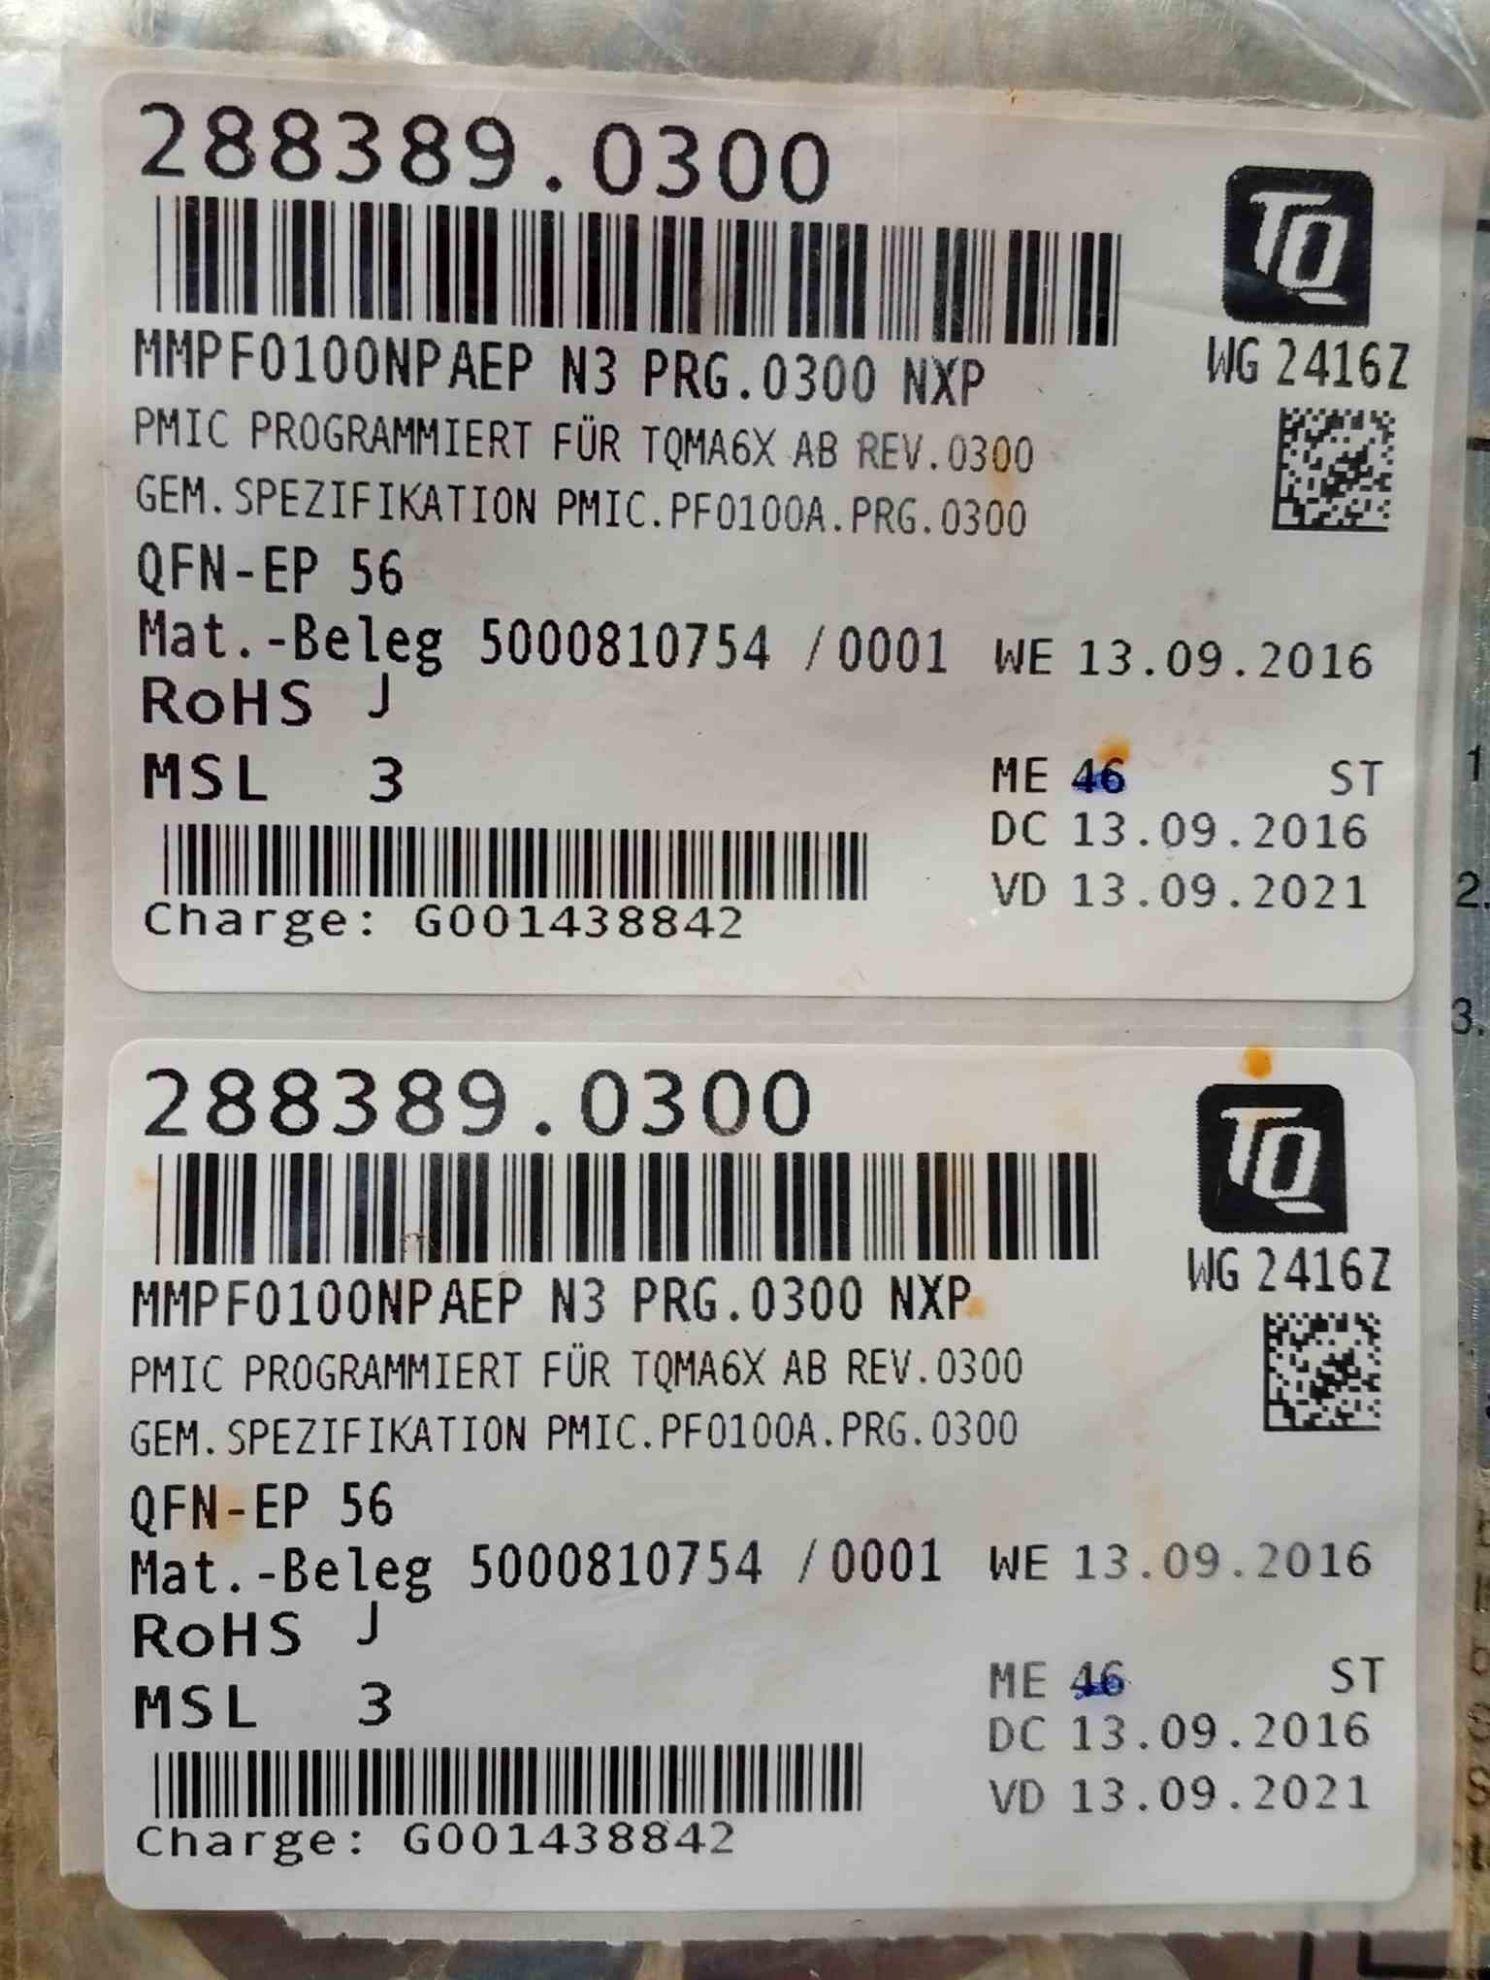 288389.0300
TQ
MMPF0100NPAEP N3 PRG.0300 NXP
WG 2416Z
PMIC PROGRAMMIERT FÜR TQMA6X AB REV.0300
GEM.SPEZIFIKATION PMIC.PF0100A.PRG.0300
QFN-EP 56
Mat.-Beleg 5000810754 /0001 WE 13.09.2016
RoHS J
MSL 3
ME 46 ST
DC 13.09.2016
VD 13.09.2021
Charge: G001438842
288389.0300
TQ
MMPF0100NPAEP N3 PRG.0300 NXP
WG 2416Z
PMIC PROGRAMMIERT FÜR TQMA6X AB REV.0300
GEM.SPEZIFIKATION PMIC.PF0100A.PRG.0300
QFN-EP 56
Mat.-Beleg 5000810754 /0001 WE 13.09.2016
RoHS J
MSL 3
ME 46 ST
DC 13.09.2016
VD 13.09.2021
Charge: G001438842
1
2.
3.